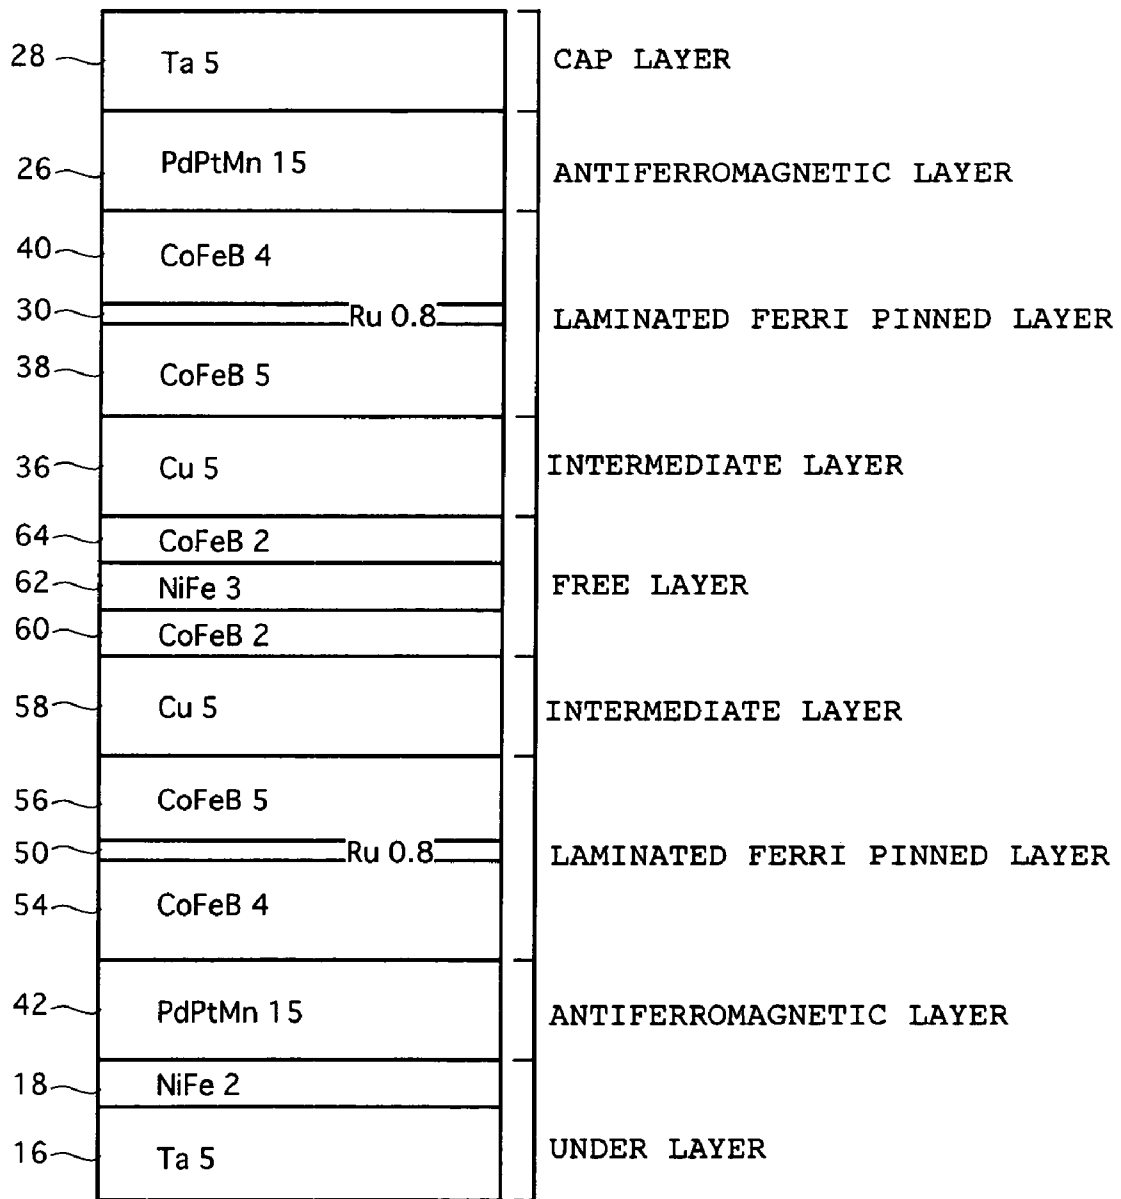 28 Ta 5 CAP LAYER
26 PdPtMn 15 ANTIFERROMAGNETIC LAYER
40 CoFeB 4
30 Ru 0.8 LAMINATED FERRI PINNED LAYER
38 CoFeB 5
36 Cu 5 INTERMEDIATE LAYER
64 CoFeB 2
62 NiFe 3 FREE LAYER
60 CoFeB 2
58 Cu 5 INTERMEDIATE LAYER
56 CoFeB 5
50 Ru 0.8 LAMINATED FERRI PINNED LAYER
54 CoFeB 4
42 PdPtMn 15 ANTIFERROMAGNETIC LAYER
18 NiFe 2
16 Ta 5 UNDER LAYER